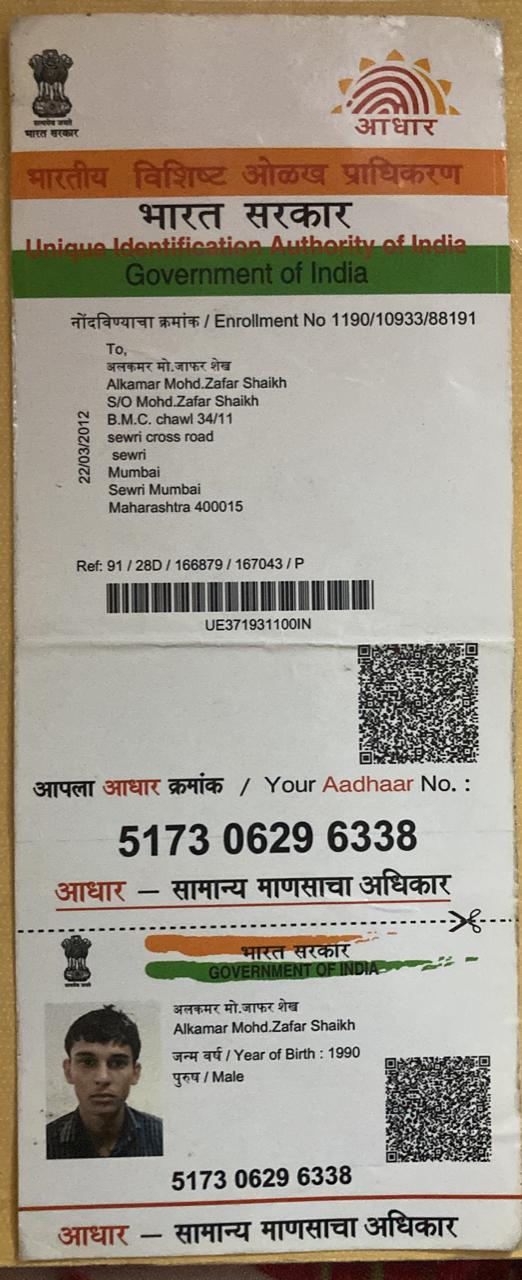 सत्यमेव जयते
भारत सरकार
आधार
भारतीय विशिष्ट ओळख प्राधिकरण
भारत सरकार
Unique Identification Authority of India
Government of India
नोंदविण्याचा क्रमांक / Enrollment No 1190/10933/88191
To,
अलकमर मो.जाफर शेख
Alkamar Mohd.Zafar Shaikh
S/O Mohd.Zafar Shaikh
B.M.C. chawl 34/11
sewri cross road
sewri
Mumbai
Sewri Mumbai
Maharashtra 400015
22/03/2012
Ref: 91 / 28D / 166879 / 167043 / P
UE371931100IN
आपला आधार क्रमांक / Your Aadhaar No. :
5173 0629 6338
आधार — सामान्य माणसाचा अधिकार
भारत सरकार
GOVERNMENT OF INDIA
अलकमर मो.जाफर शेख
Alkamar Mohd.Zafar Shaikh
जन्म वर्ष / Year of Birth : 1990
पुरुष / Male
5173 0629 6338
आधार — सामान्य माणसाचा अधिकार